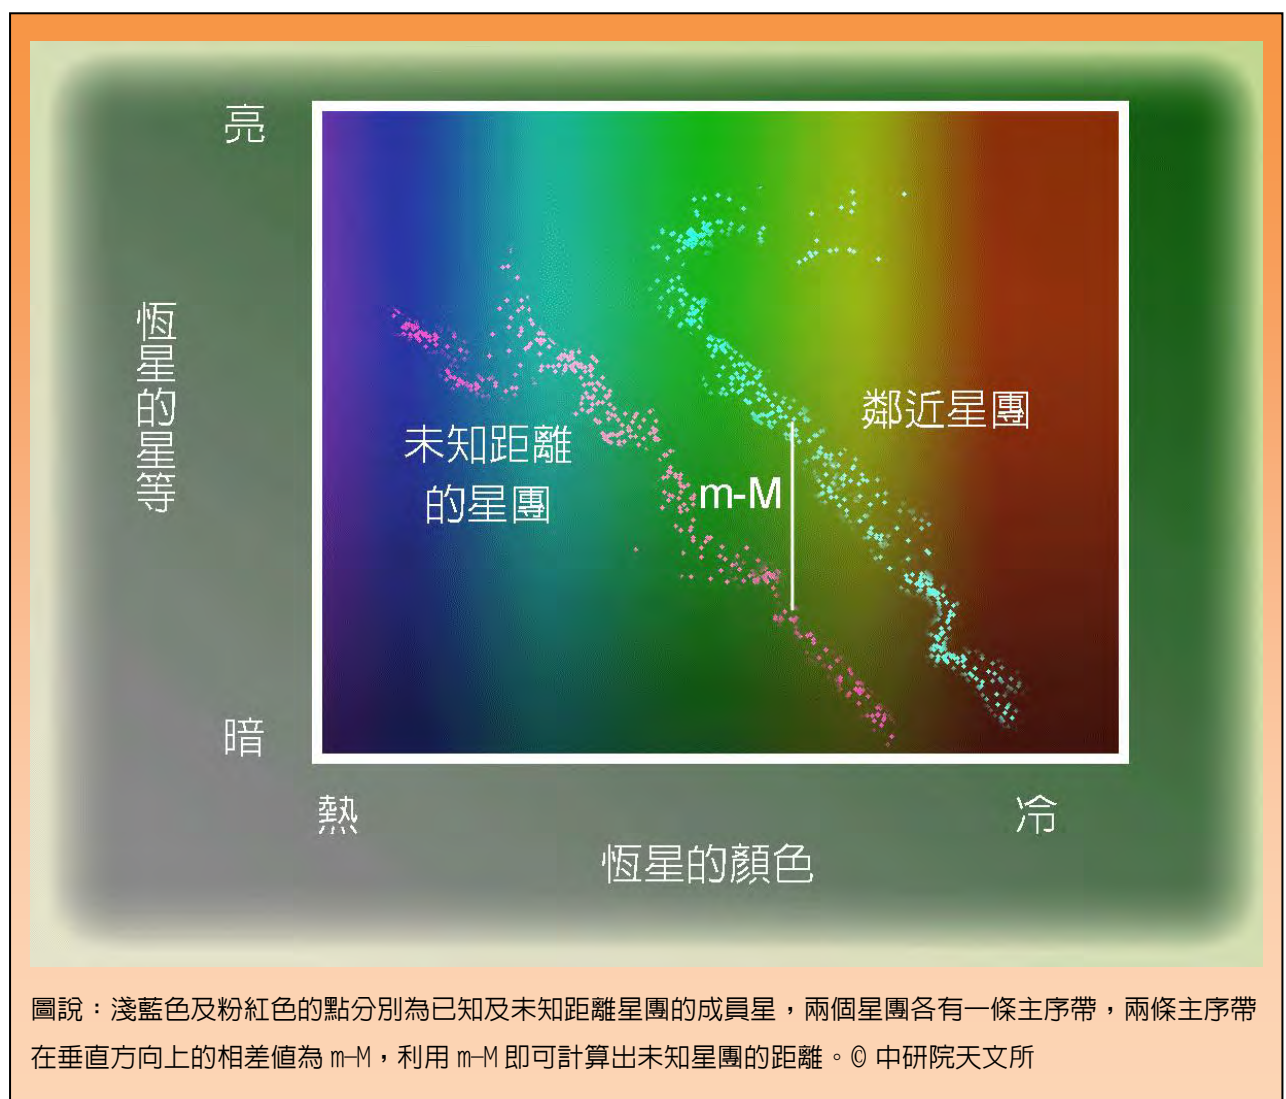 亮
恆星的星等
未知距離
的星團
m-M
鄰近星團
暗
熱
冷
恆星的顏色
圖說：淺藍色及粉紅色的點分別為已知及未知距離星團的成員星，兩個星團各有一條主序帶，兩條主序帶
在垂直方向上的相差值為 m-M，利用 m-M 即可計算出未知星團的距離。© 中研院天文所